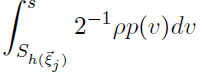 $\int_{S_{h(\vec{\xi}_j)}}^{s} 2^{-1} \rho p(v) dv$